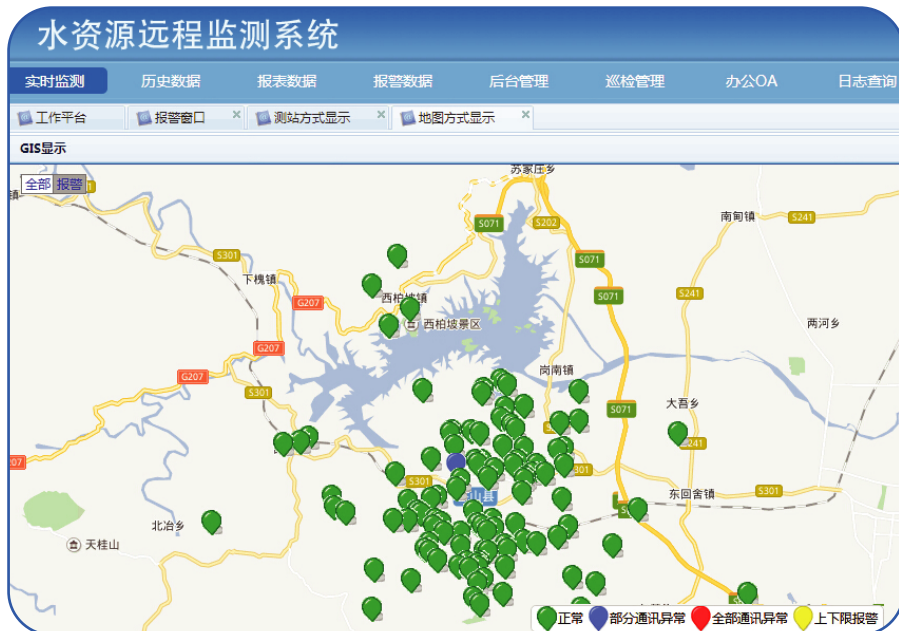 水资源远程监测系统
实时监测 历史数据 报表数据 报警数据 后台管理 巡检管理 办公OA 日志查询
工作平台 报警窗口 测站方式显示 地图方式显示
GIS显示
全部 报警
苏家庄乡
镇
S071 S202
南甸镇 S241
S301
S071
下槐镇
S241
S071
G207
西柏坡镇
西柏坡景区
两河乡
G207
岗南镇
G207
S301
S071
大吾乡
S241
207
S301
S301
山县
东回舍镇 S301
北冶乡
天桂山
正常 部分通讯异常 全部通讯异常 上下限报警